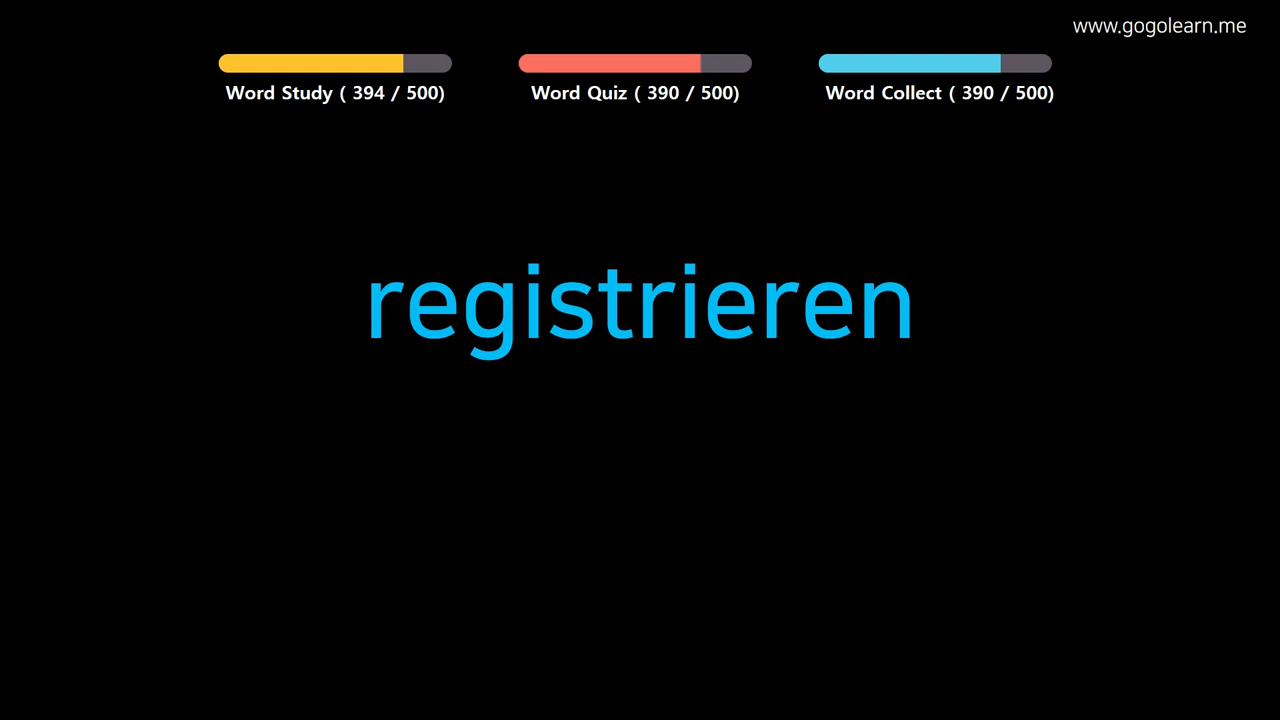 www.gogolearn.me
Word Study ( 394 / 500)
Word Quiz ( 390 / 500)
Word Collect ( 390 / 500)
registrieren